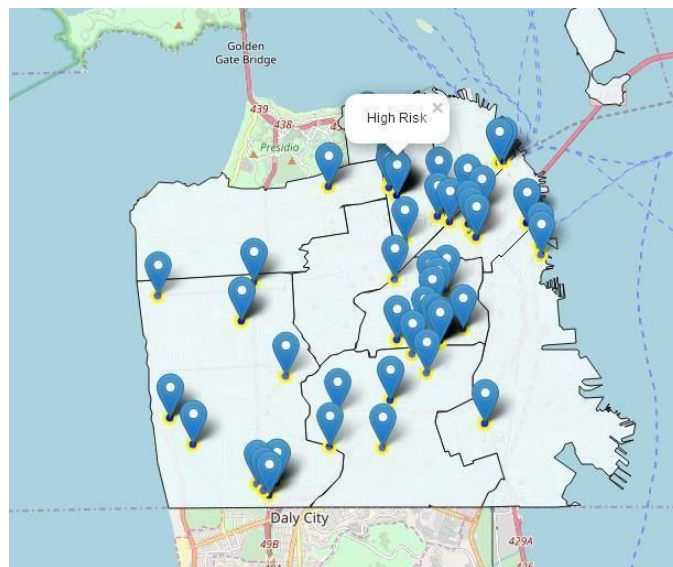 Golden
Gate Bridge
439
438
Presidio
×
High Risk
Daly City
49B
429A